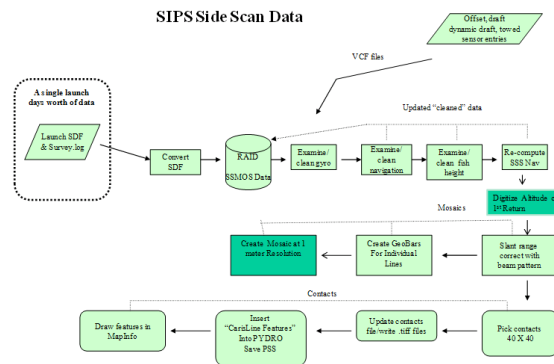 SIPS Side Scan Data
Offset, draft
dynamic draft, towed
sensor entries
VCF files
A single launch
days worth of data
Updated "cleaned" data
Launch SDF
& Survey.log
Convert
SDF
RAID
SSMOS Data
Examine/
clean gyro
Examine/
clean
navigation
Examine/
clean fish
height
Re-compute
SSS Nav
Digitize Altitude or
1st Return
Mosaics
Create Mosaic at 1
meter Resolution
Create GeoBars
For Individual
Lines
Slant range
correct with
beam pattern
Contacts
Draw features in
MapInfo
Insert
"CarisLine Features"
Into PYDRO
Save PSS
Update contacts
file/write .tiff files
Pick contacts
40 X 40